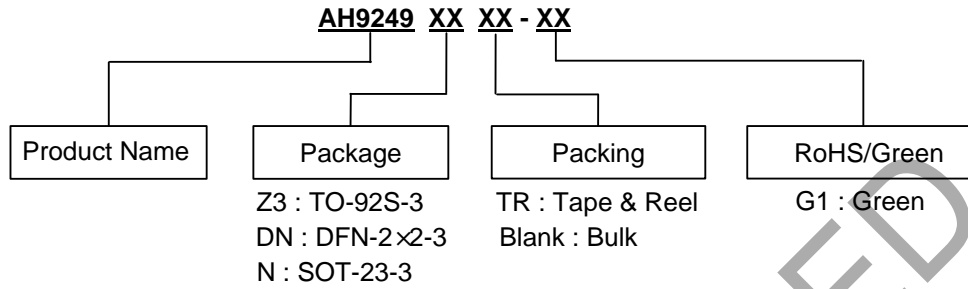 AH9249 XX XX - XX
Product Name
Package
Packing
RoHS/Green
Z3 : TO-92S-3
TR : Tape & Reel
G1 : Green
DN : DFN-2×2-3
Blank : Bulk
N : SOT-23-3
ED